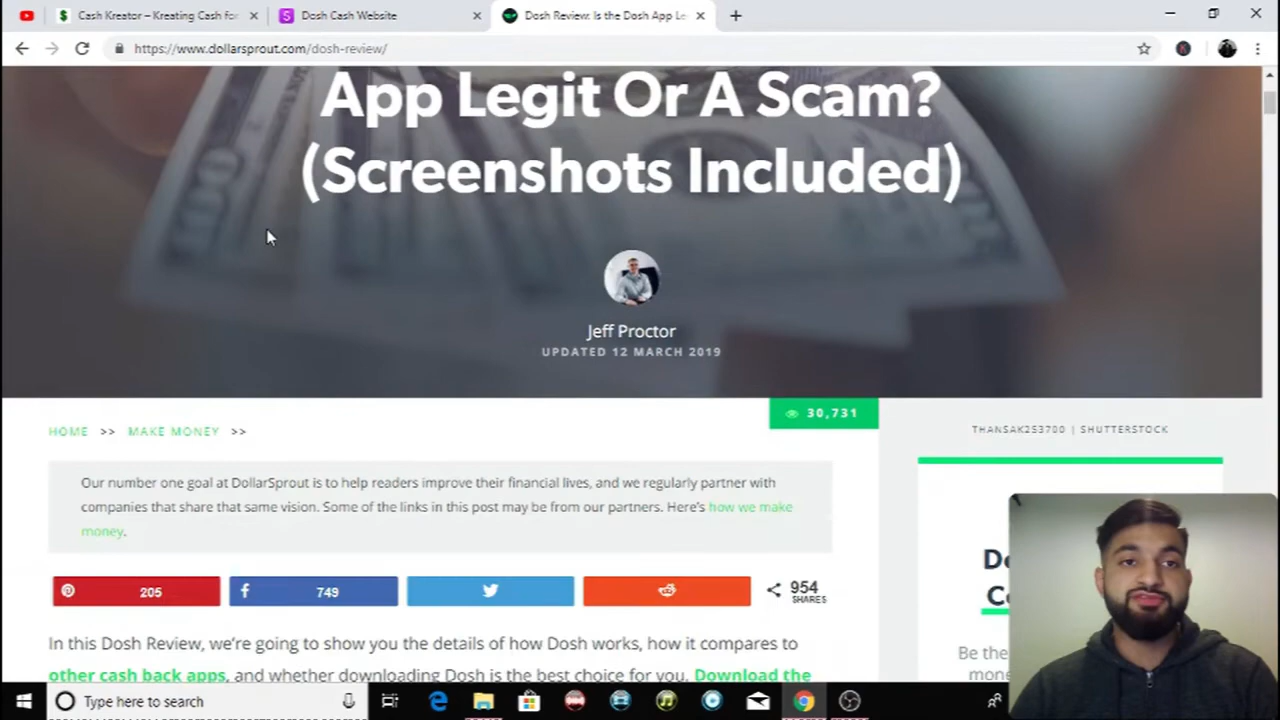 Cash Kreator – Kreating Cash for
Dosh Cash Website
Dosh Review: Is the Dosh App Le
https://www.dollarsprout.com/dosh-review/
App Legit Or A Scam?
(Screenshots Included)
Jeff Proctor
UPDATED 12 MARCH 2019
30,731
HOME >> MAKE MONEY >>
THANSAK253700 | SHUTTERSTOCK
Our number one goal at DollarSprout is to help readers improve their financial lives, and we regularly partner with
companies that share that same vision. Some of the links in this post may be from our partners. Here's how we make
money.
205
749
954
SHARES
In this Dosh Review, we're going to show you the details of how Dosh works, how it compares to
other cash back apps, and whether downloading Dosh is the best choice for you. Download the
Be the
Type here to search